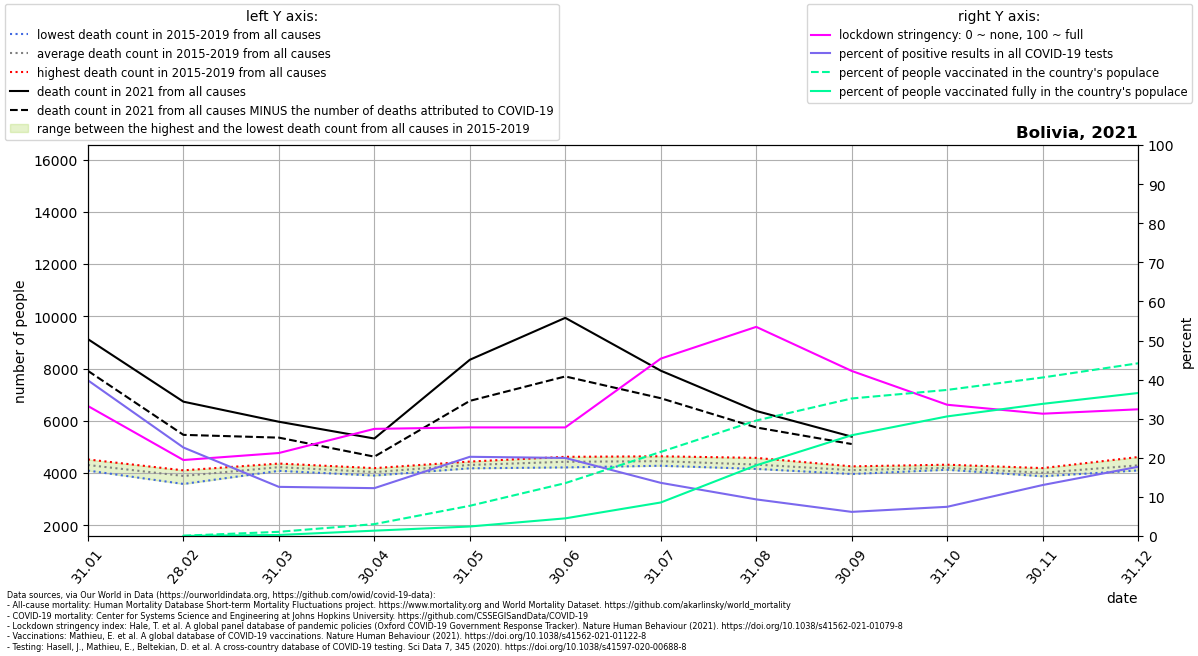 left Y axis:
lowest death count in 2015-2019 from all causes
average death count in 2015-2019 from all causes
highest death count in 2015-2019 from all causes
death count in 2021 from all causes
death count in 2021 from all causes MINUS the number of deaths attributed to COVID-19
range between the highest and the lowest death count from all causes in 2015-2019
right Y axis:
lockdown stringency: 0 ~ none, 100 ~ full
percent of positive results in all COVID-19 tests
percent of people vaccinated in the country's populace
percent of people vaccinated fully in the country's populace
Bolivia, 2021
number of people
16000
14000
12000
10000
8000
6000
4000
2000
100
90
80
70
60
50
40
30
20
10
0
percent
31.01
28.02
31.03
30.04
31.05
30.06
31.07
31.08
30.09
31.10
30.11
31.12
date
Data sources, via Our World in Data (https://ourworldindata.org, https://github.com/owid/covid-19-data):
- All-cause mortality: Human Mortality Database Short-term Mortality Fluctuations project. https://www.mortality.org and World Mortality Dataset. https://github.com/akarlinsky/world_mortality
- COVID-19 mortality: Center for Systems Science and Engineering at Johns Hopkins University. https://github.com/CSSEGISandData/COVID-19
- Lockdown stringency index: Hale, T. et al. A global panel database of pandemic policies (Oxford COVID-19 Government Response Tracker). Nature Human Behaviour (2021). https://doi.org/10.1038/s41562-021-01079-8
- Vaccinations: Mathieu, E. et al. A global database of COVID-19 vaccinations. Nature Human Behaviour (2021). https://doi.org/10.1038/s41562-021-01122-8
- Testing: Hasell, J., Mathieu, E., Beltekian, D. et al. A cross-country database of COVID-19 testing. Sci Data 7, 345 (2020). https://doi.org/10.1038/s41597-020-00688-8